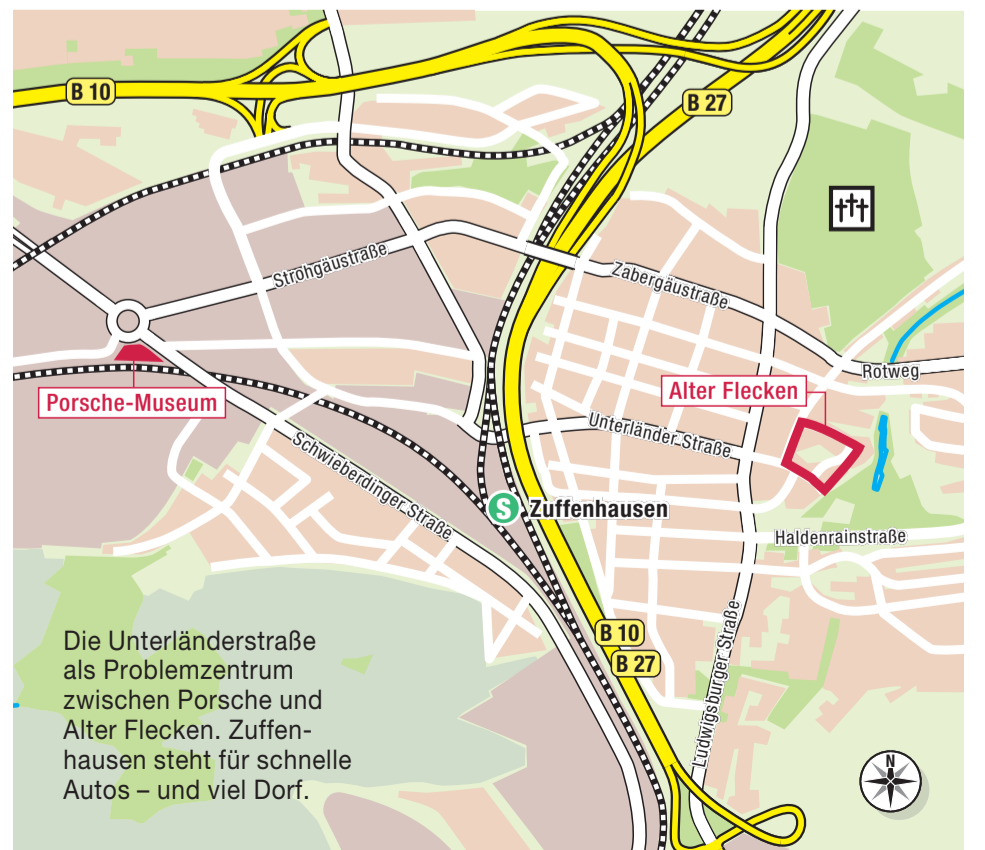 B 10
B 27
Strohgäustraße
Zabergäustraße
Rotweg
Porsche-Museum
Alter Flecken
Unterländer Straße
Schwieberdinger Straße
S Zuffenhausen
Haldenrainstraße
B 10
B 27
Ludwigsburger Straße
Die Unterländerstraße
als Problemzentrum
zwischen Porsche und
Alter Flecken. Zuffen-
hausen steht für schnelle
Autos – und viel Dorf.
N